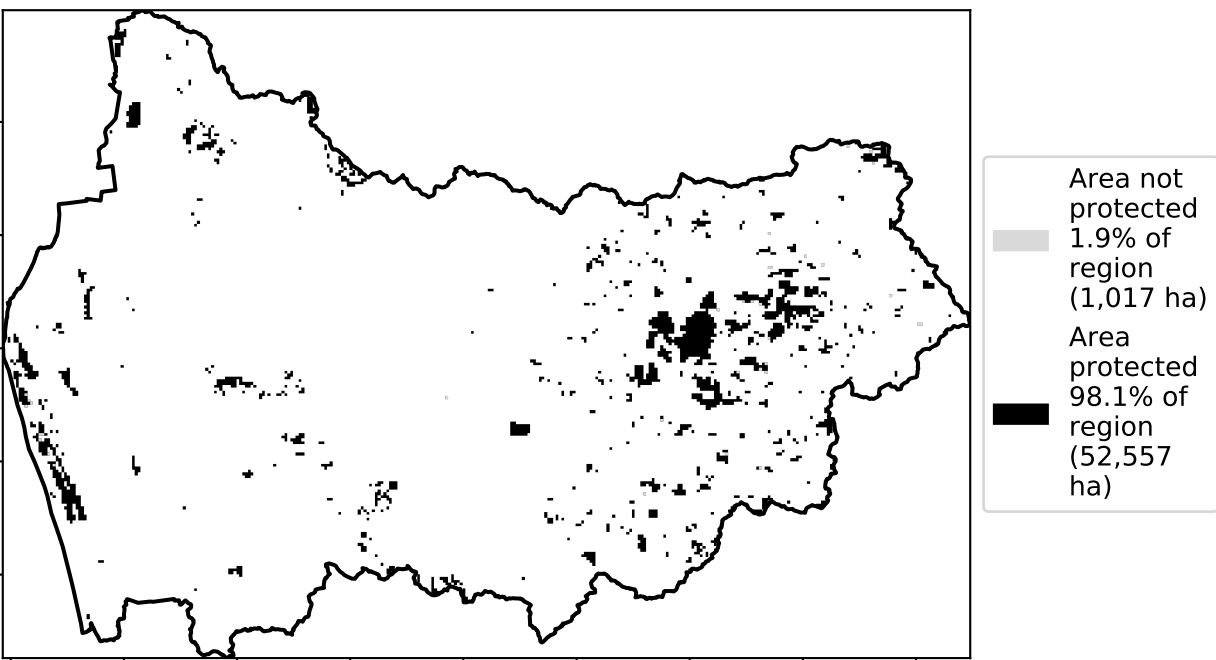 Area not
protected
1.9% of
region
(1,017 ha)
Area
protected
98.1% of
region
(52,557
ha)